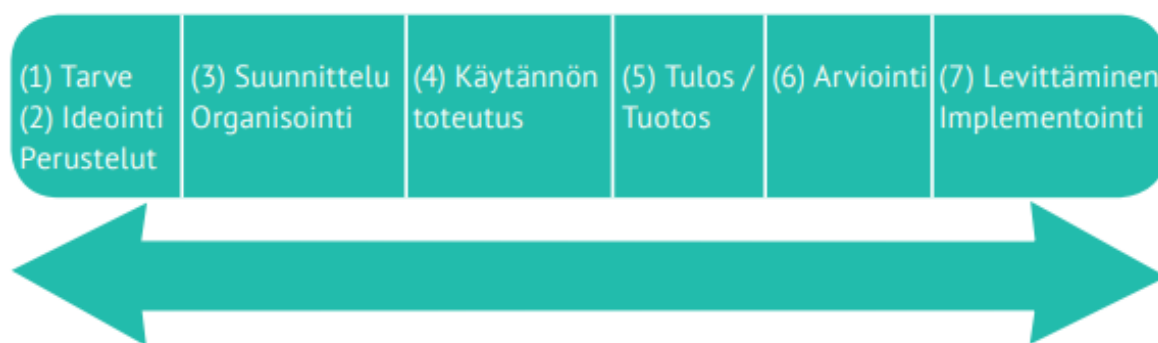 (1) Tarve
(2) Ideointi
Perustelut
(3) Suunnittelu
Organisointi
(4) Käytännön
toteutus
(5) Tulos /
Tuotos
(6) Arviointi
(7) Levittäminen
Implementointi